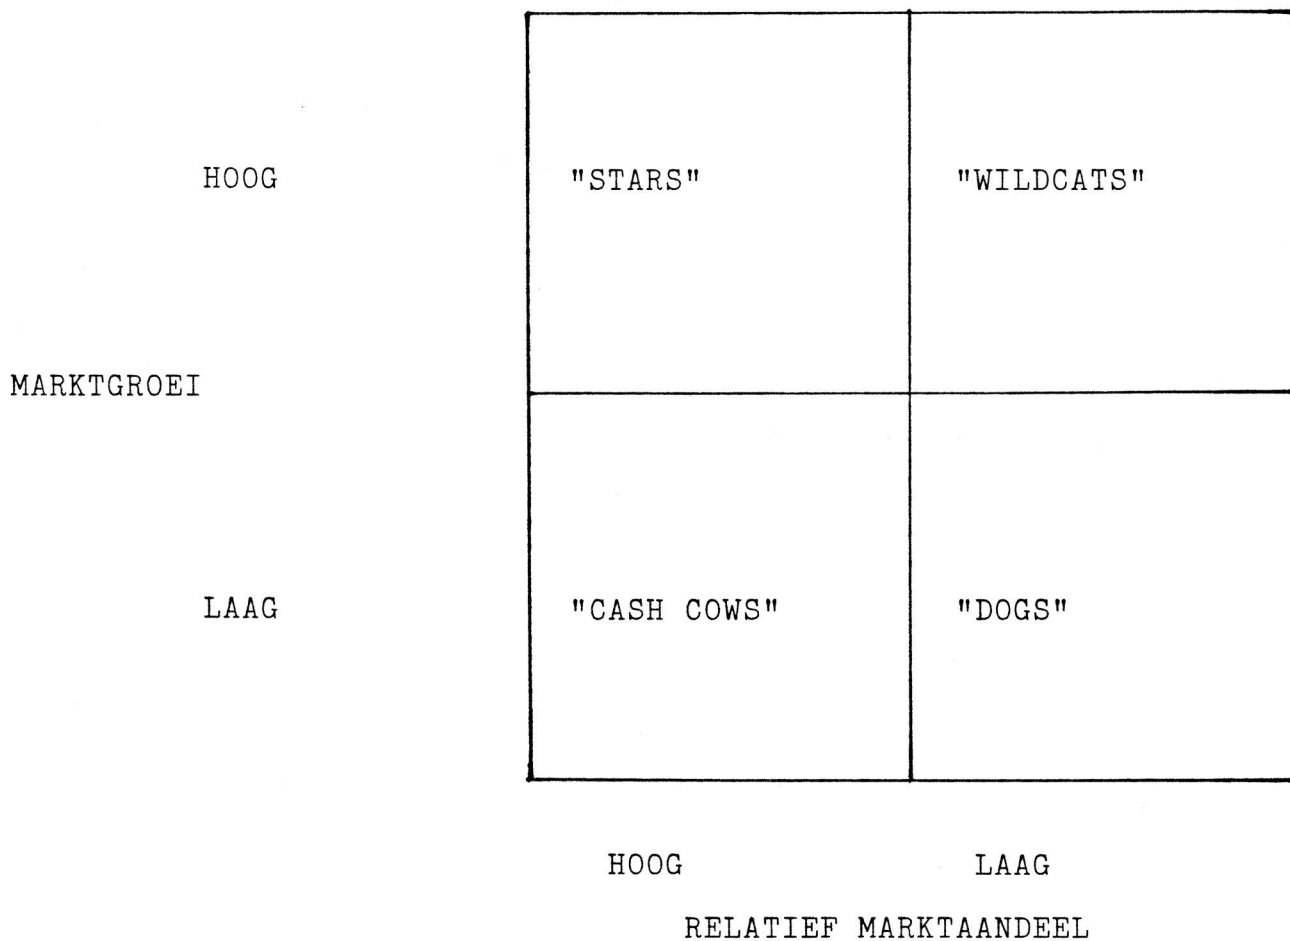 HOOG "STARS" "WILDCATS"
MARKTGROEI
LAAG "CASH COWS" "DOGS"
HOOG LAAG
RELATIEF MARKTAANDEEL